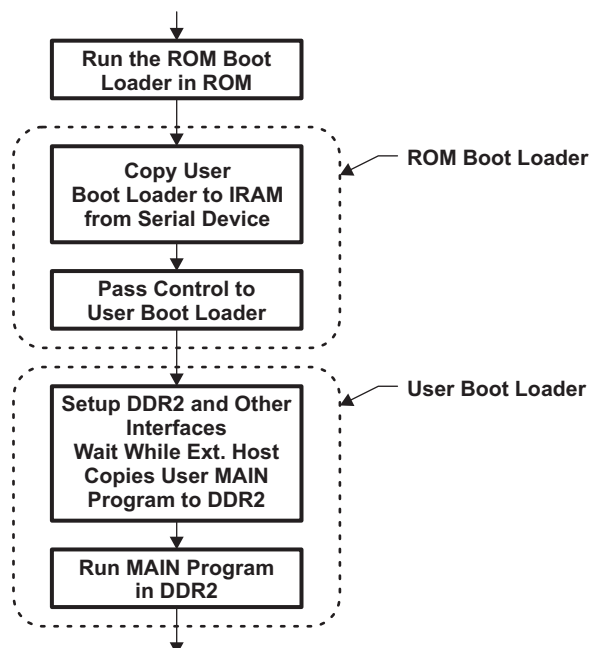 Run the ROM Boot
Loader in ROM
ROM Boot Loader
Copy User
Boot Loader to IRAM
from Serial Device
Pass Control to
User Boot Loader
User Boot Loader
Setup DDR2 and Other
Interfaces
Wait While Ext. Host
Copies User MAIN
Program to DDR2
Run MAIN Program
in DDR2